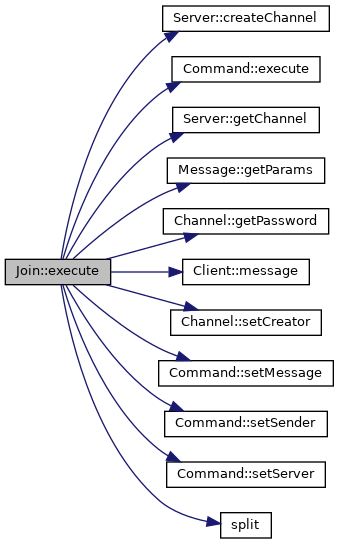 Server::createChannel
Command::execute
Server::getChannel
Message::getParams
Channel::getPassword
Join::execute
Client::message
Channel::setCreator
Command::setMessage
Command::setSender
Command::setServer
split